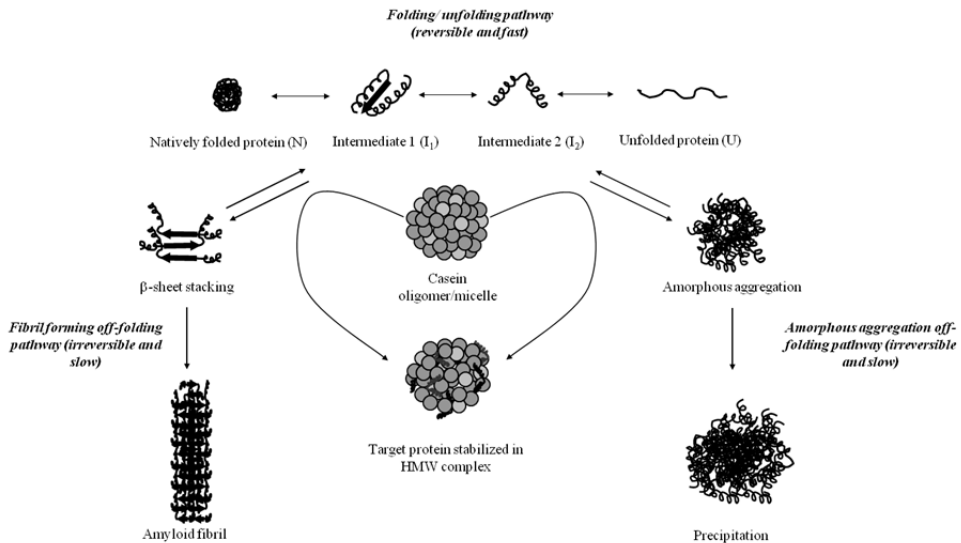 Folding/unfolding pathway
(reversible and fast)
Natively folded protein (N)
Intermediate 1 (I₁)
Intermediate 2 (I₂)
Unfolded protein (U)
β-sheet stacking
Casein
oligomer/micelle
Amorphous aggregation
Fibril forming off-folding
pathway (irreversible and
slow)
Amorphous aggregation off-
folding pathway (irreversible
and slow)
Target protein stabilized in
HMW complex
Amyloid fibril
Precipitation